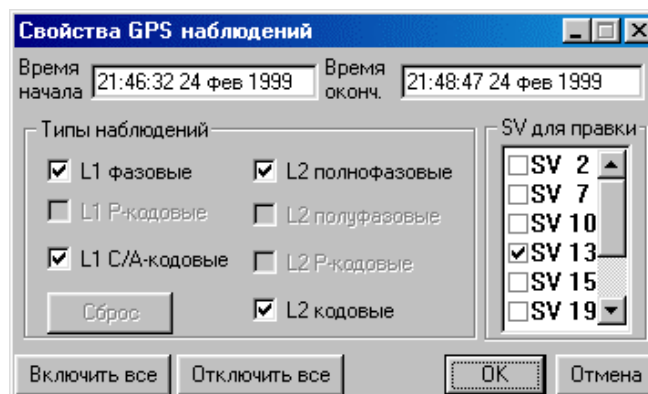 Свойства GPS наблюдений
Время начала
21:46:32 24 фев 1999
Время оконч.
21:48:47 24 фев 1999
Типы наблюдений
L1 фазовые
L2 полнофазовые
L1 P-кодовые
L2 полуфазовые
L1 C/A-кодовые
L2 P-кодовые
Сброс
L2 кодовые
SV для правки
SV 2
SV 7
SV 10
SV 13
SV 15
SV 19
Включить все
Отключить все
OK
Отмена